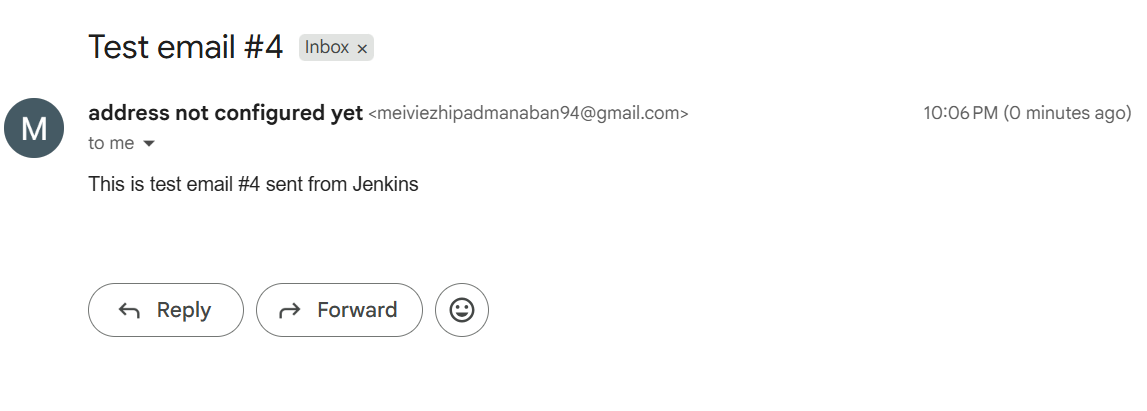 Test email #4 Inbox ×
M
address not configured yet <meiviezhipadmanaban94@gmail.com> 10:06 PM (0 minutes ago)
to me
This is test email #4 sent from Jenkins
Reply Forward